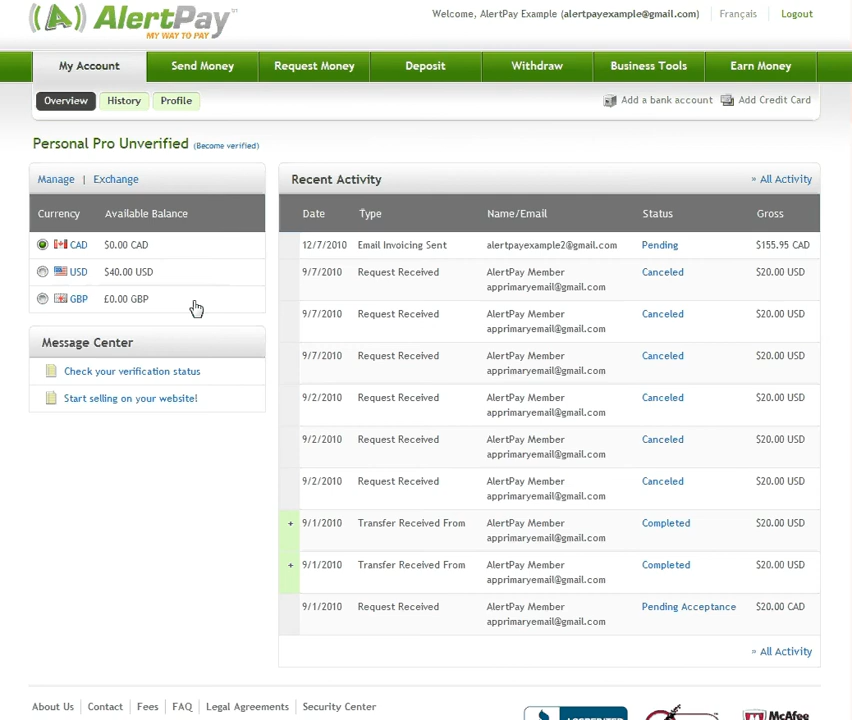 AlertPay
MY WAY TO PAY
Welcome, AlertPay Example (alertpayexample@gmail.com) Français Logout
My Account Send Money Request Money Deposit Withdraw Business Tools Earn Money
Overview History Profile Add a bank account Add Credit Card
Personal Pro Unverified (Become verified)
Manage | Exchange
Currency Available Balance
CAD $0.00 CAD
USD $40.00 USD
GBP £0.00 GBP
Message Center
Check your verification status
Start selling on your website!
Recent Activity » All Activity
Date Type Name/Email Status Gross
12/7/2010 Email Invoicing Sent alertpayexample2@gmail.com Pending $155.95 CAD
9/7/2010 Request Received AlertPay Member Canceled $20.00 USD
apprimaryemail@gmail.com
9/7/2010 Request Received AlertPay Member Canceled $20.00 USD
apprimaryemail@gmail.com
9/7/2010 Request Received AlertPay Member Canceled $20.00 USD
apprimaryemail@gmail.com
9/2/2010 Request Received AlertPay Member Canceled $20.00 USD
apprimaryemail@gmail.com
9/2/2010 Request Received AlertPay Member Canceled $20.00 USD
apprimaryemail@gmail.com
9/2/2010 Request Received AlertPay Member Canceled $20.00 USD
apprimaryemail@gmail.com
+ 9/1/2010 Transfer Received From AlertPay Member Completed $20.00 USD
apprimaryemail@gmail.com
+ 9/1/2010 Transfer Received From AlertPay Member Completed $20.00 USD
apprimaryemail@gmail.com
9/1/2010 Request Received AlertPay Member Pending Acceptance $20.00 CAD
apprimaryemail@gmail.com
» All Activity
About Us | Contact | Fees | FAQ | Legal Agreements | Security Center
ACCREDITED
McAfee